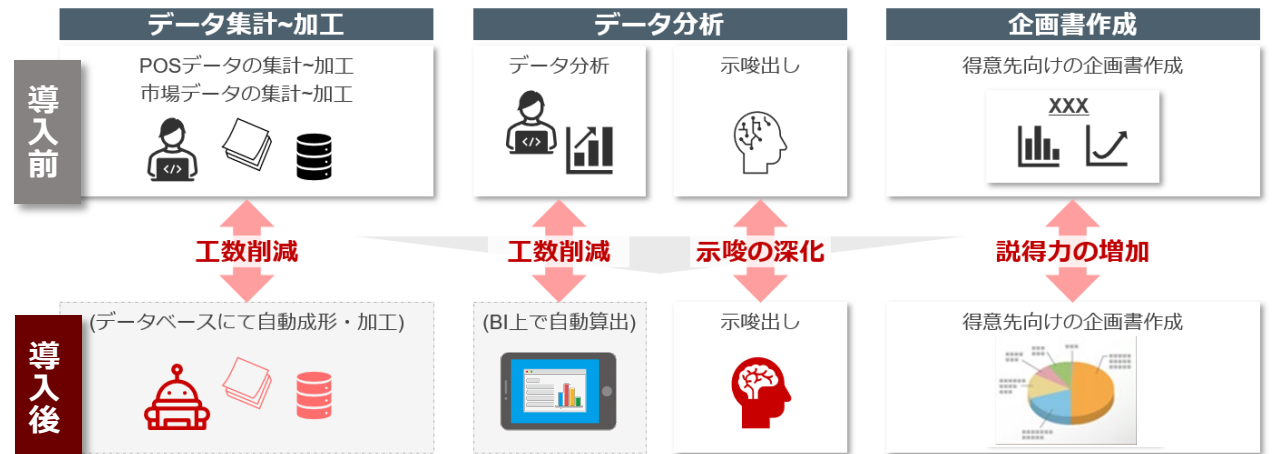 データ集計~加工
データ分析
企画書作成
導入前
POSデータの集計~加工
市場データの集計~加工
データ分析
示唆出し
得意先向けの企画書作成
XXX
</>
</>
工数削減
工数削減
示唆の深化
説得力の増加
導入後
(データベースにて自動成形・加工)
(BI上で自動算出)
示唆出し
得意先向けの企画書作成